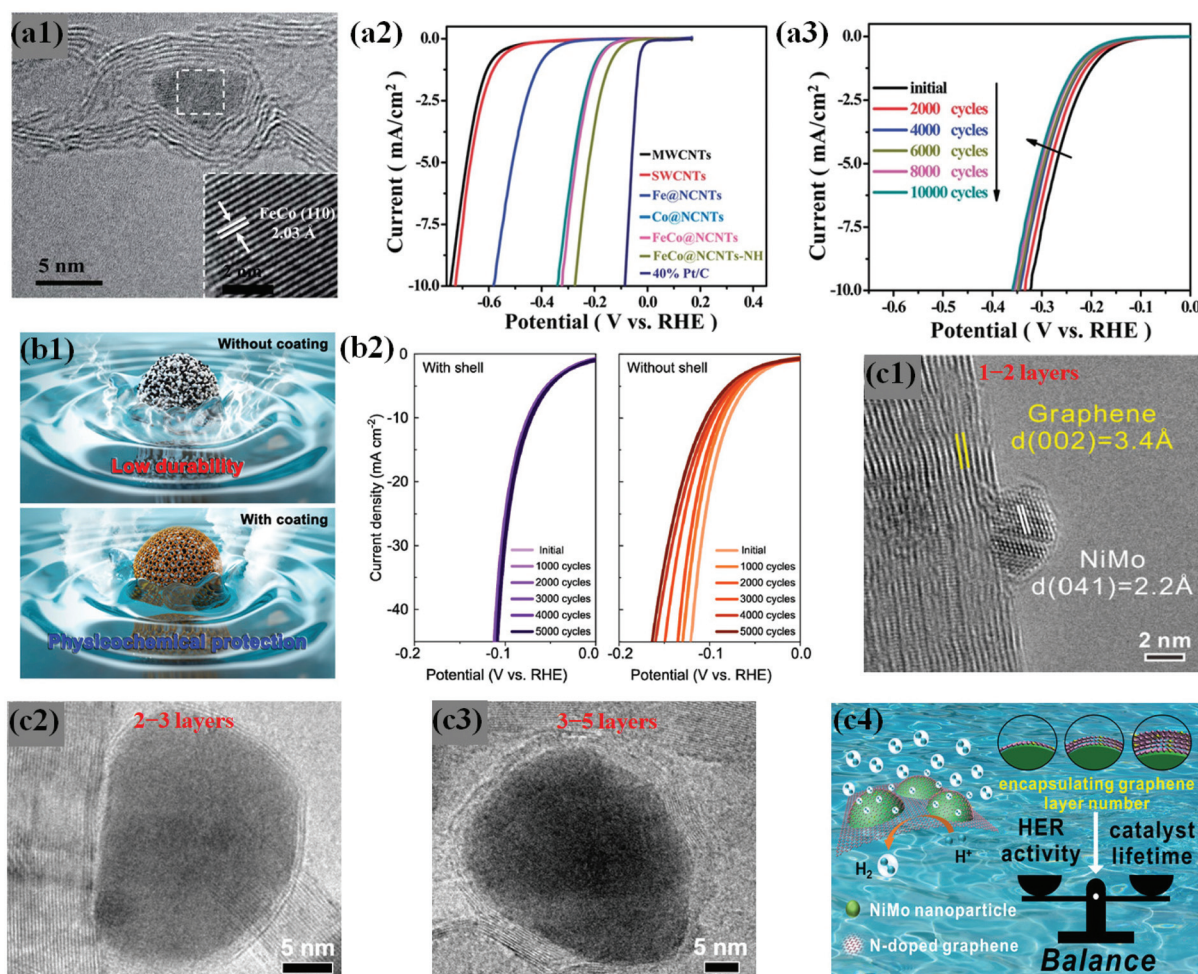 (a1)
FeCo (110)
2.03 Å
2 nm
5 nm
(a2)
0.0
-2.5
-5.0
-7.5
-10.0
Current ( mA/cm² )
MWCNTs
SWCNTs
Fe@NCNTs
Co@NCNTs
FeCo@NCNTs
FeCo@NCNTs-NH
40% Pt/C
-0.6 -0.4 -0.2 0.0 0.2 0.4
Potential ( V vs. RHE )
(a3)
0.0
-2.5
-5.0
-7.5
-10.0
Current ( mA/cm² )
initial
2000 cycles
4000 cycles
6000 cycles
8000 cycles
10000 cycles
-0.6 -0.5 -0.4 -0.3 -0.2 -0.1 0.0
Potential ( V vs. RHE )
(b1)
Without coating
Low durability
With coating
Physicochemical protection
(b2)
0
-10
-20
-30
-40
Current density (mA cm⁻²)
With shell
Initial
1000 cycles
2000 cycles
3000 cycles
4000 cycles
5000 cycles
-0.2 -0.1 0.0
Potential (V vs. RHE)
Without shell
Initial
1000 cycles
2000 cycles
3000 cycles
4000 cycles
5000 cycles
-0.2 -0.1 0.0
Potential (V vs. RHE)
(c1)
1−2 layers
Graphene
d(002)=3.4Å
NiMo
d(041)=2.2Å
2 nm
(c2)
2−3 layers
5 nm
(c3)
3−5 layers
5 nm
(c4)
encapsulating graphene
layer number
HER
activity
catalyst
lifetime
H₂
H⁺
NiMo nanoparticle
N-doped graphene
Balance